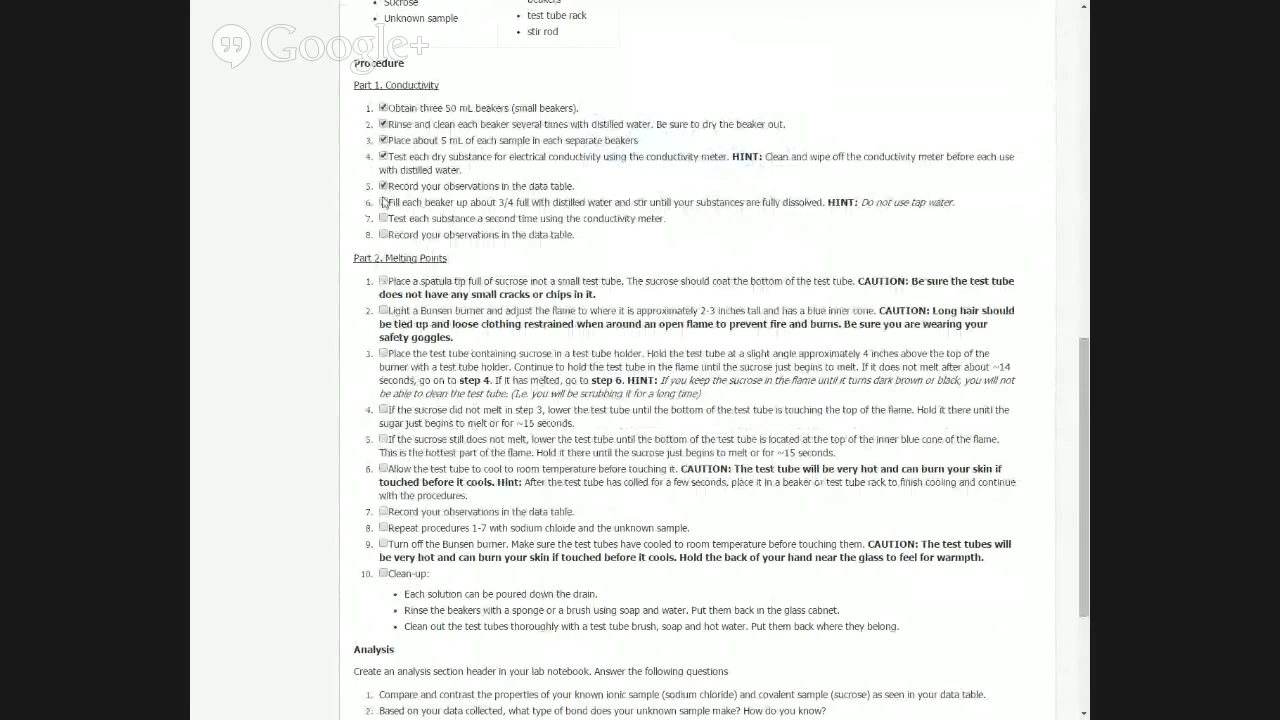 Sucrose
beakers
Unknown sample
test tube rack
stir rod
Google+
Procedure
Part 1. Conductivity
1. Obtain three 50 mL beakers (small beakers).
2. Rinse and clean each beaker several times with distilled water. Be sure to dry the beaker out.
3. Place about 5 mL of each sample in each separate beakers
4. Test each dry substance for electrical conductivity using the conductivity meter. HINT: Clean and wipe off the conductivity meter before each use
with distilled water.
5. Record your observations in the data table.
6. Fill each beaker up about 3/4 full with distilled water and stir untill your substances are fully dissolved. HINT: Do not use tap water.
7. Test each substance a second time using the conductivity meter.
8. Record your observations in the data table.
Part 2. Melting Points
1. Place a spatula tip full of sucrose inot a small test tube. The sucrose should coat the bottom of the test tube. CAUTION: Be sure the test tube
does not have any small cracks or chips in it.
2. Light a Bunsen burner and adjust the flame to where it is approximately 2-3 inches tall and has a blue inner cone. CAUTION: Long hair should
be tied up and loose clothing restrained when around an open flame to prevent fire and burns. Be sure you are wearing your
safety goggles.
3. Place the test tube containing sucrose in a test tube holder. Hold the test tube at a slight angle approximately 4 inches above the top of the
burner with a test tube holder. Continue to hold the test tube in the flame until the sucrose just begins to melt. If it does not melt after about ~14
seconds, go on to step 4. If it has melted, go to step 6. HINT: If you keep the sucrose in the flame until it turns dark brown or black, you will not
be able to clean the test tube; (I.e. you will be scrubbing it for a long time)
4. If the sucrose did not melt in step 3, lower the test tube until the bottom of the test tube is touching the top of the flame. Hold it there uniti the
sugar just begins to melt or for ~15 seconds.
5. If the sucrose still does not melt, lower the test tube until the bottom of the test tube is located at the top of the inner blue cone of the flame.
This is the hottest part of the flame. Hold it there until the sucrose just begins to melt or for ~15 seconds.
6. Allow the test tube to cool to room temperature before touching it. CAUTION: The test tube will be very hot and can burn your skin if
touched before it cools. Hint: After the test tube has colled for a few seconds, place it in a beaker or test tube rack to finish cooling and continue
with the procedures.
7. Record your observations in the data table.
8. Repeat procedures 1-7 with sodium chloide and the unknown sample.
9. Turn off the Bunsen burner. Make sure the test tubes have cooled to room temperature before touching them. CAUTION: The test tubes will
be very hot and can burn your skin if touched before it cools. Hold the back of your hand near the glass to feel for warmpth.
10. Clean-up:
Each solution can be poured down the drain.
Rinse the beakers with a sponge or a brush using soap and water. Put them back in the glass cabnet.
Clean out the test tubes thoroughly with a test tube brush, soap and hot water. Put them back where they belong.
Analysis
Create an analysis section header in your lab notebook. Answer the following questions
1. Compare and contrast the properties of your known ionic sample (sodium chloride) and covalent sample (sucrose) as seen in your data table.
2. Based on your data collected, what type of bond does your unknown sample make? How do you know?